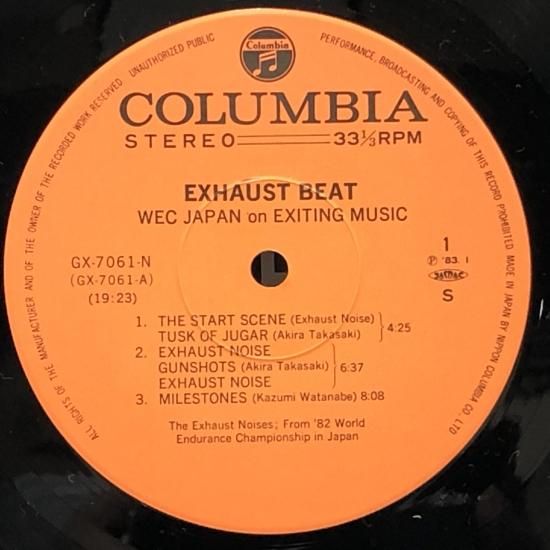 ALL RIGHTS OF THE MANUFACTURER AND OF THE OWNER OF THE RECORDED WORK RESERVED. UNAUTHORIZED PUBLIC PERFORMANCE, BROADCASTING AND COPYING OF THIS RECORD PROHIBITED MADE IN JAPAN BY NIPPON COLUMBIA CO., LTD
Columbia
COLUMBIA
STEREO 33⅓RPM
EXHAUST BEAT
WEC JAPAN on EXITING MUSIC
GX-7061-N
(GX-7061-A)
(19:23)
1
Ⓟ '83. 1
JASRAC
S
1. THE START SCENE (Exhaust Noise)
TUSK OF JUGAR (Akira Takasaki) 4:25
2. EXHAUST NOISE
GUNSHOTS (Akira Takasaki) 6:37
EXHAUST NOISE
3. MILESTONES (Kazumi Watanabe) 8:08
The Exhaust Noises; From '82 World
Endurance Championship in Japan